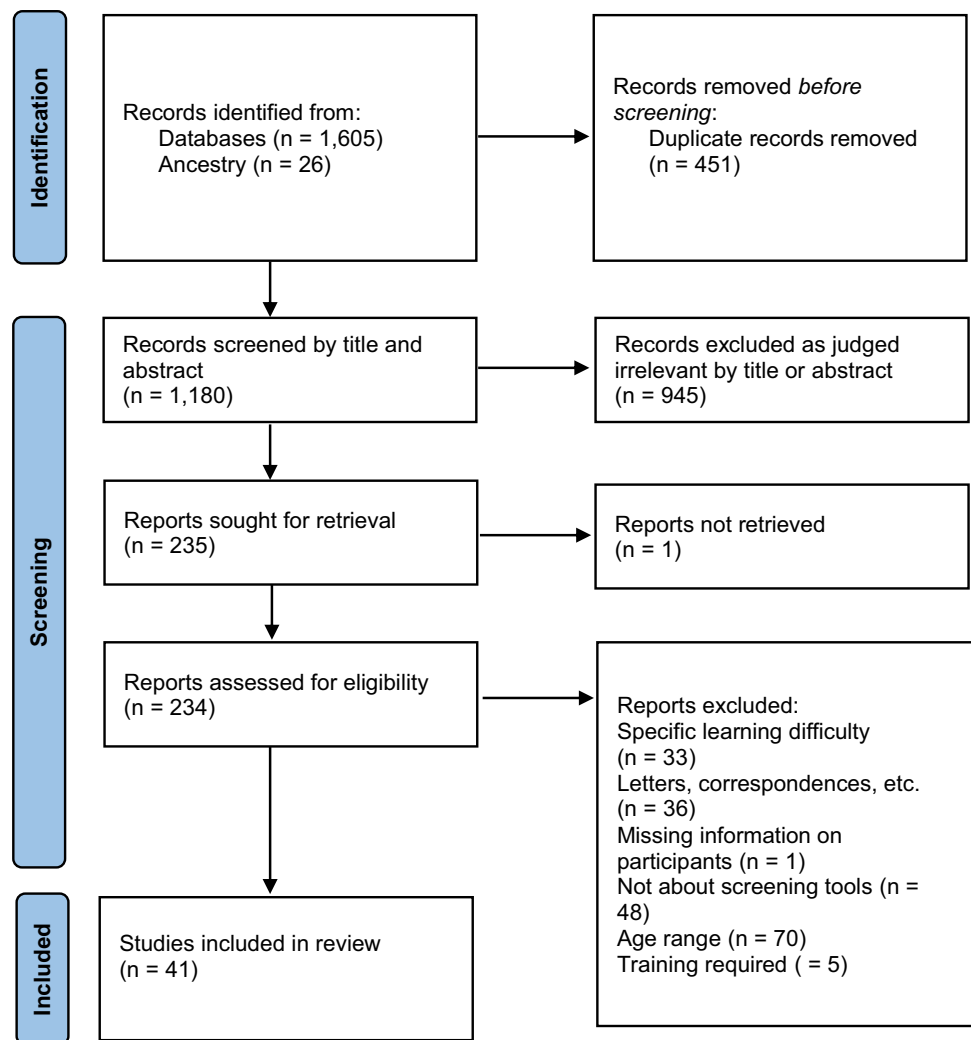 Identification
Records identified from:
Databases (n = 1,605)
Ancestry (n = 26)
Records removed before
screening:
Duplicate records removed
(n = 451)
Screening
Records screened by title and
abstract
(n = 1,180)
Records excluded as judged
irrelevant by title or abstract
(n = 945)
Reports sought for retrieval
(n = 235)
Reports not retrieved
(n = 1)
Reports assessed for eligibility
(n = 234)
Reports excluded:
Specific learning difficulty
(n = 33)
Letters, correspondences, etc.
(n = 36)
Missing information on
participants (n = 1)
Not about screening tools (n =
48)
Age range (n = 70)
Training required ( = 5)
Included
Studies included in review
(n = 41)